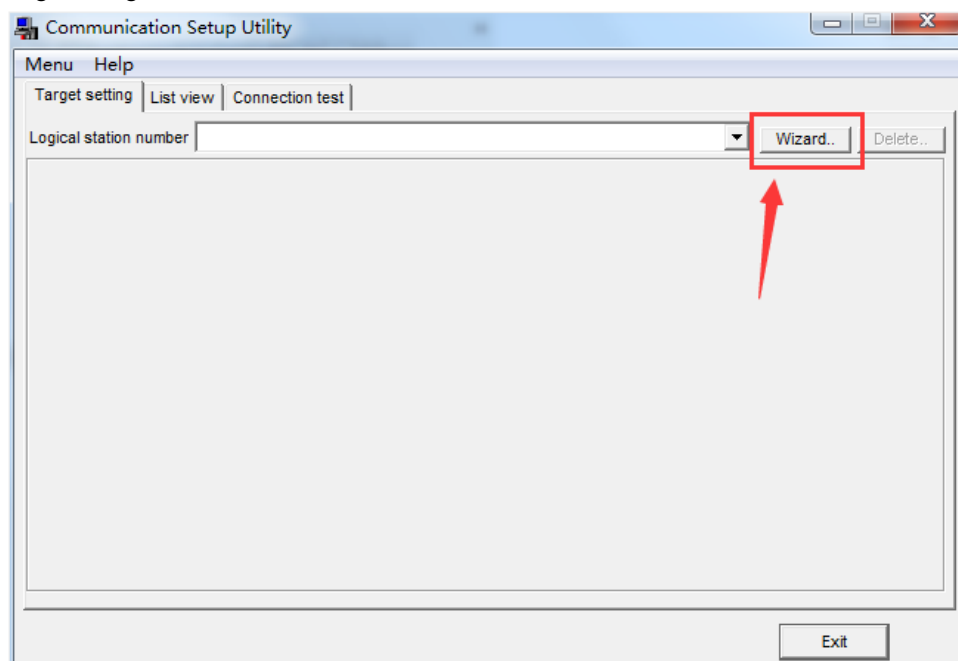 Communication Setup Utility
Menu Help
Target setting List view Connection test
Logical station number Wizard.. Delete..
Exit